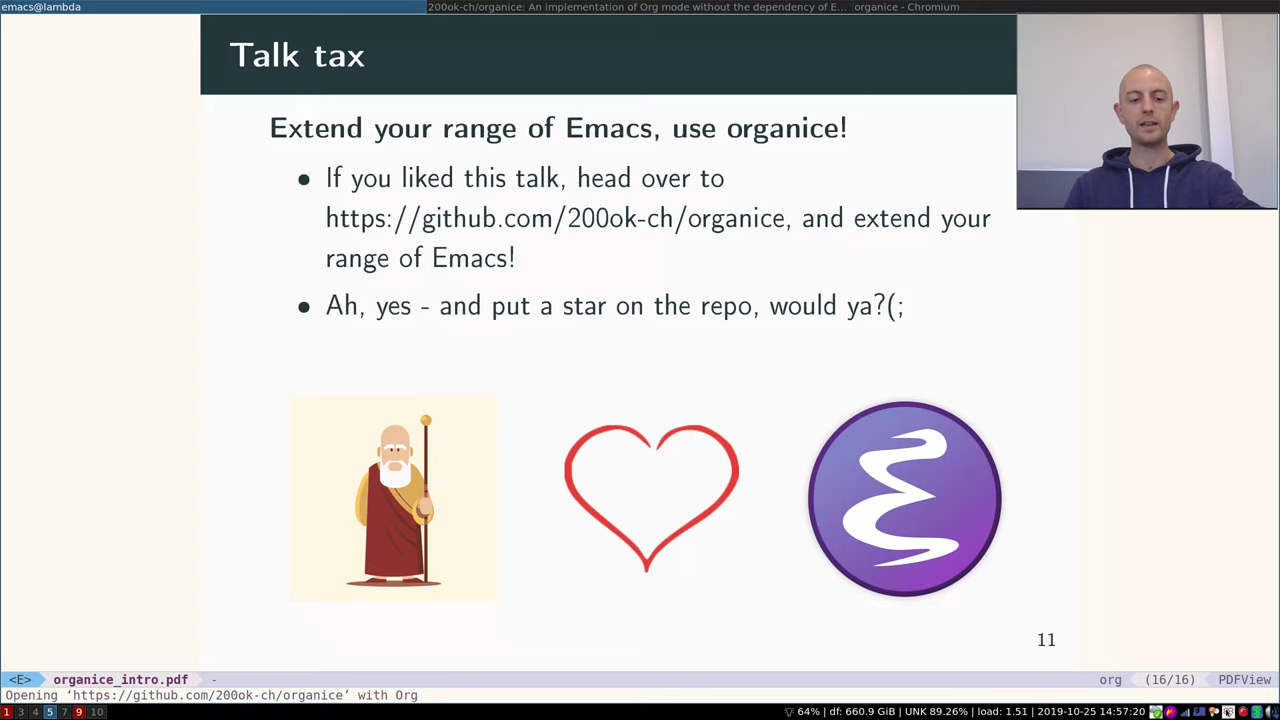 emacs@lambda
200ok-ch/organice: An implementation of Org mode without the dependency of E...
organice - Chromium
Talk tax
Extend your range of Emacs, use organice!
• If you liked this talk, head over to
https://github.com/200ok-ch/organice, and extend your
range of Emacs!
• Ah, yes - and put a star on the repo, would ya?(;
11
<E> organice_intro.pdf - org (16/16) PDFView
Opening ‘https://github.com/200ok-ch/organice’ with Org
1 3 4 5 7 9 10 64% | df: 660.9 GiB | UNK 89.26% | load: 1.51 | 2019-10-25 14:57:20